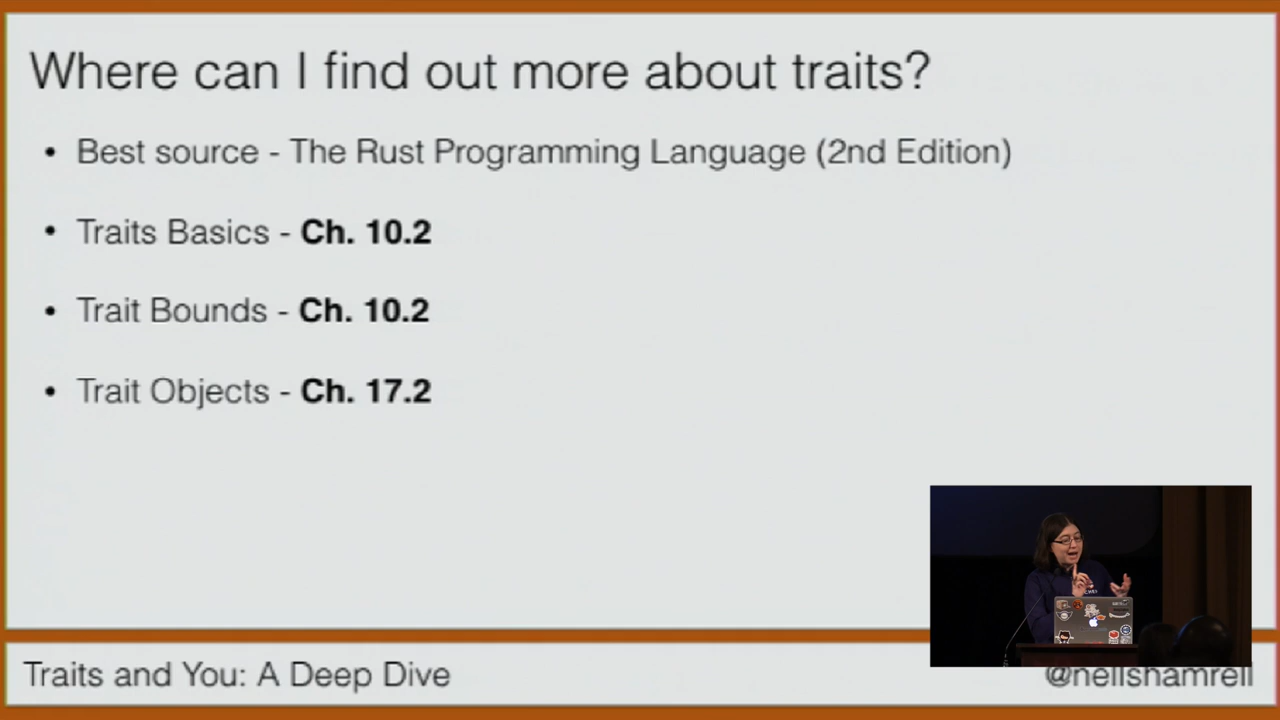 Where can I find out more about traits?
• Best source - The Rust Programming Language (2nd Edition)
• Traits Basics - Ch. 10.2
• Trait Bounds - Ch. 10.2
• Trait Objects - Ch. 17.2
Traits and You: A Deep Dive
@nellshamrell